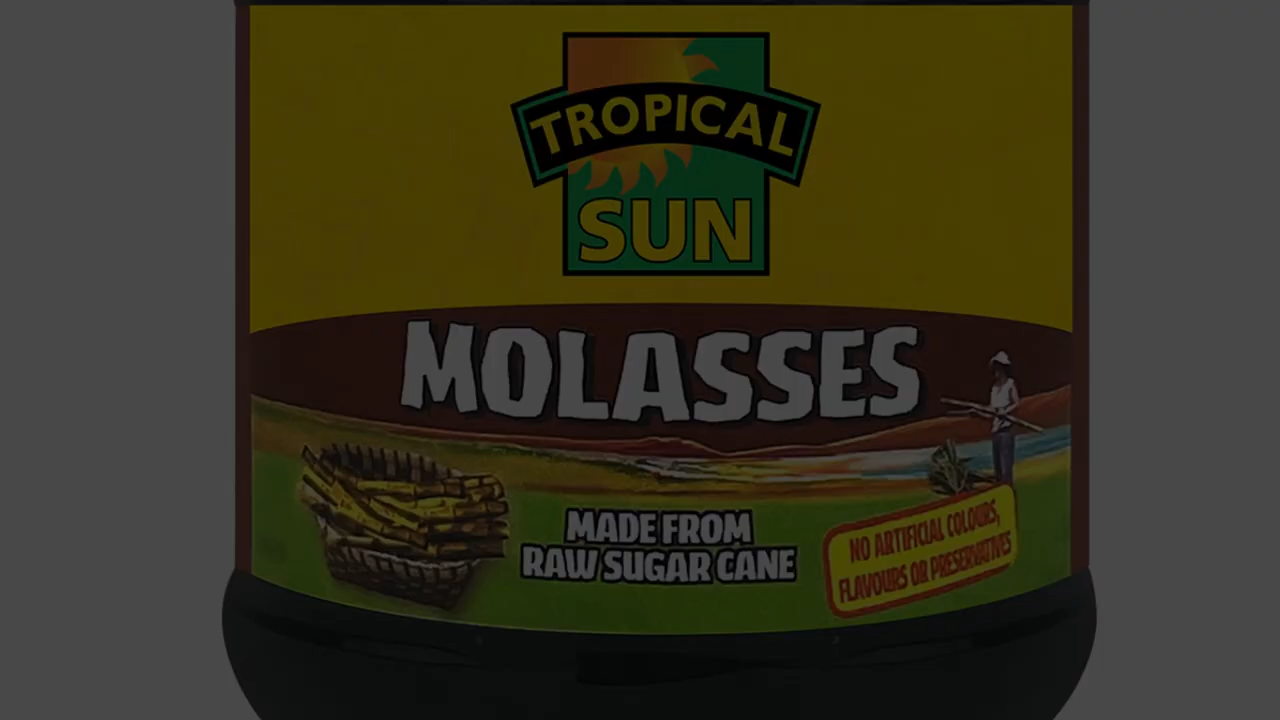 TROPICAL
SUN
MOLASSES
MADE FROM
RAW SUGAR CANE
NO ARTIFICIAL COLOURS,
FLAVOURS OR PRESERVATIVES